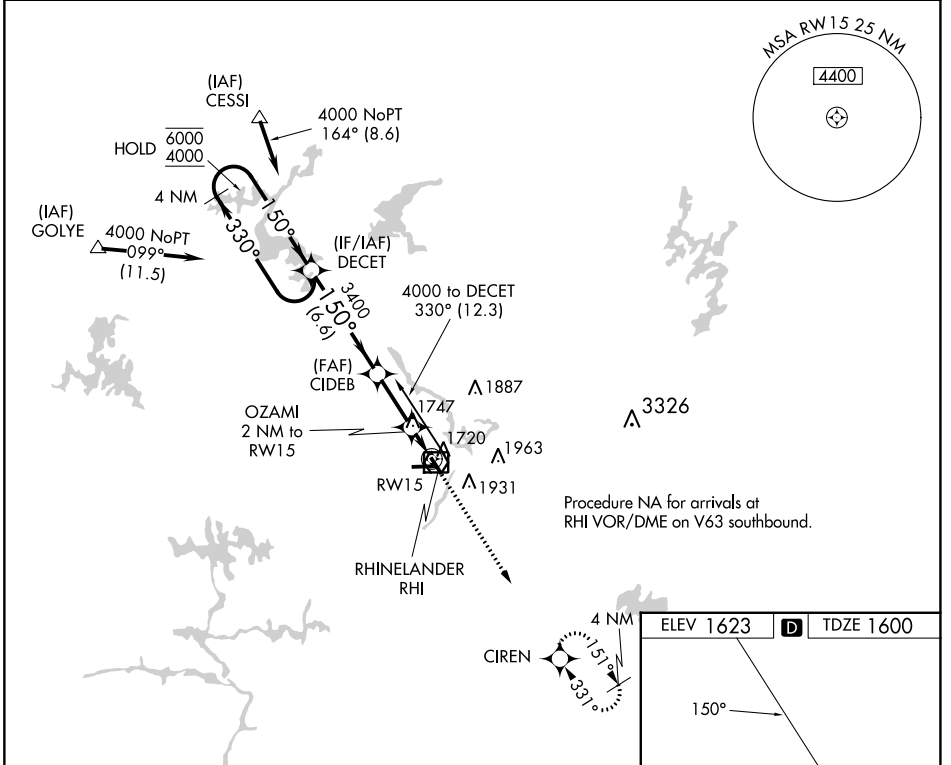 MSA RW15 25 NM
4400
(IAF)
CESSI
4000 NoPT
164° (8.6)
HOLD
6000
4000
4 NM
150°
330°
(IAF)
GOLYE
4000 NoPT
099°
(11.5)
(IF/IAF)
DECET
3400
150°
(6.6)
4000 to DECET
330° (12.3)
(FAF)
CIDEB
1887
1747
3326
OZAMI
2 NM to
RW15
1720
1963
RW15
1931
Procedure NA for arrivals at
RHI VOR/DME on V63 southbound.
RHINELANDER
RHI
4 NM
CIREN
151°
331°
ELEV 1623
D
TDZE 1600
150°